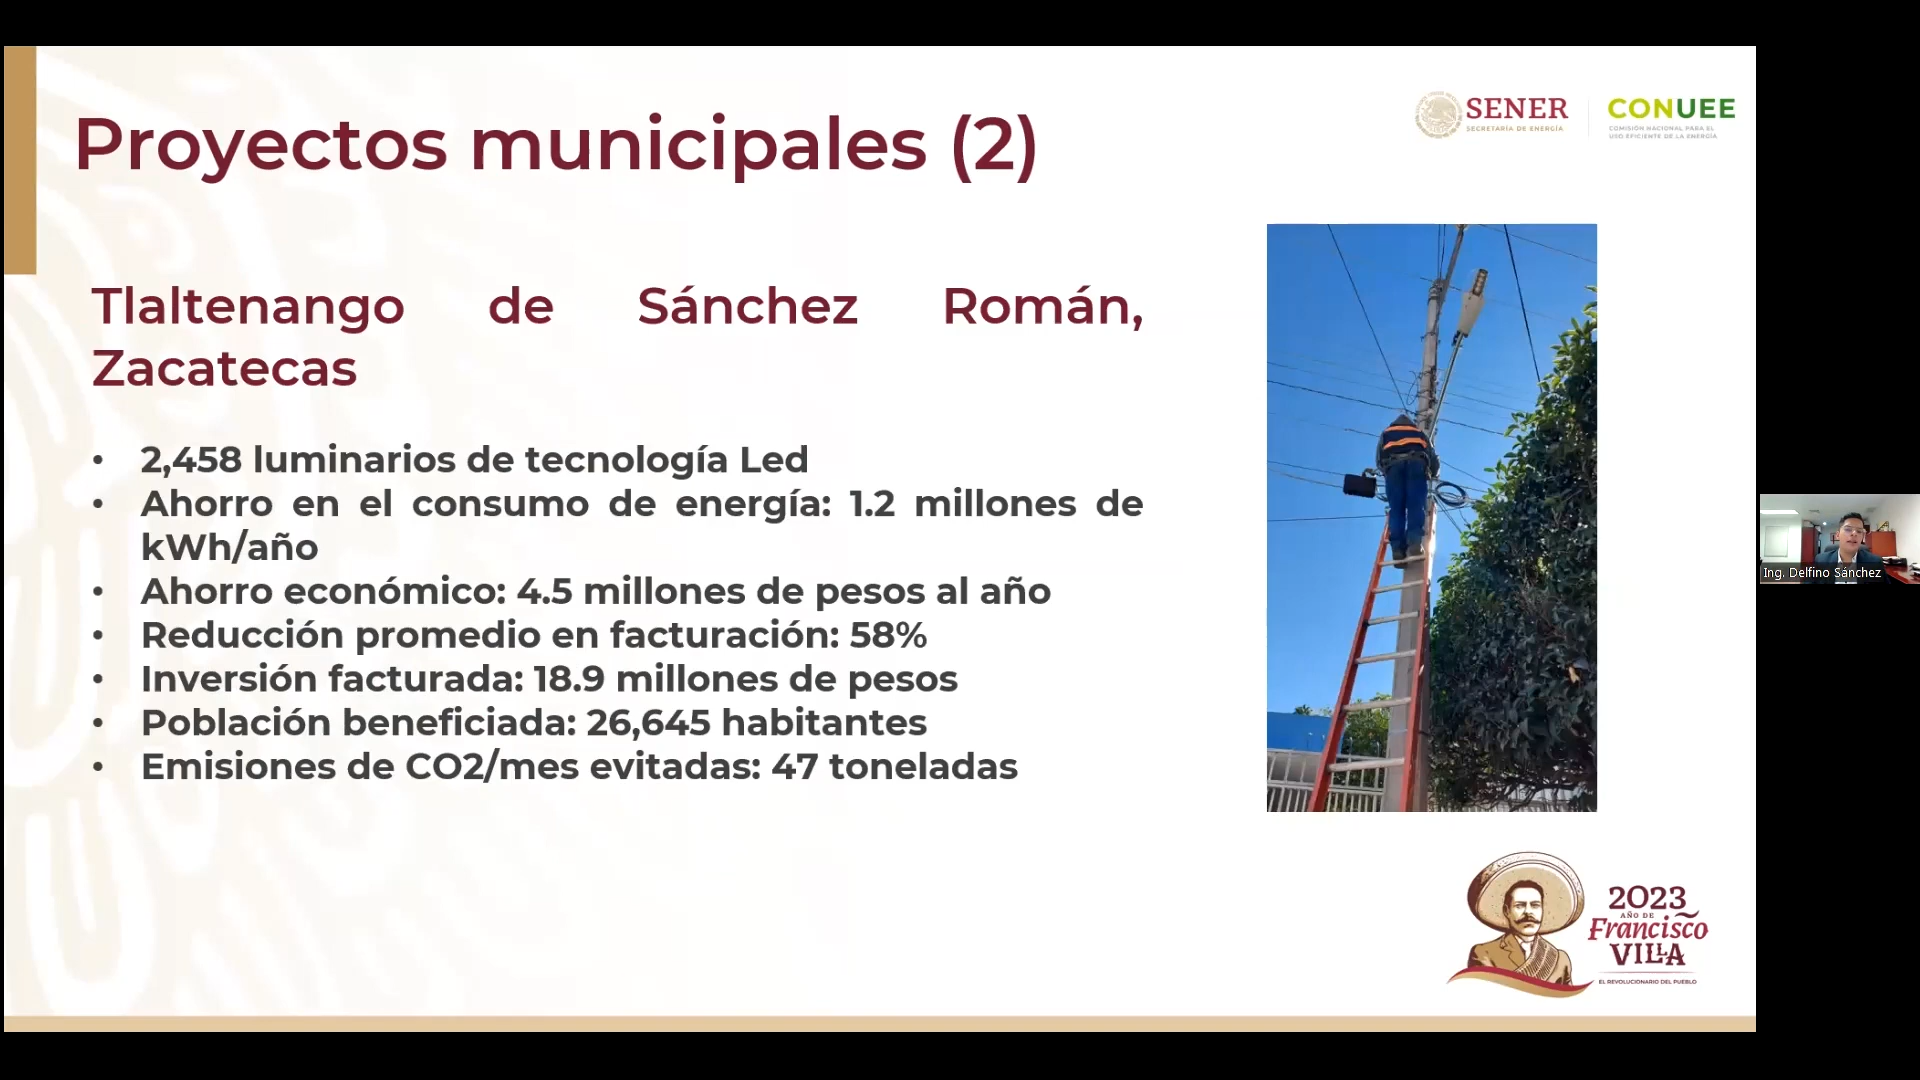 Proyectos municipales (2)
SENER
SECRETARÍA DE ENERGÍA
CONUEE
COMISIÓN NACIONAL PARA EL
USO EFICIENTE DE LA ENERGÍA
Tlaltenango de Sánchez Román,
Zacatecas
• 2,458 luminarios de tecnología Led
• Ahorro en el consumo de energía: 1.2 millones de
kWh/año
• Ahorro económico: 4.5 millones de pesos al año
• Reducción promedio en facturación: 58%
• Inversión facturada: 18.9 millones de pesos
• Población beneficiada: 26,645 habitantes
• Emisiones de CO2/mes evitadas: 47 toneladas
Ing. Delfino Sánchez
2023
AÑO DE
Francisco
VILLA
EL REVOLUCIONARIO DEL PUEBLO